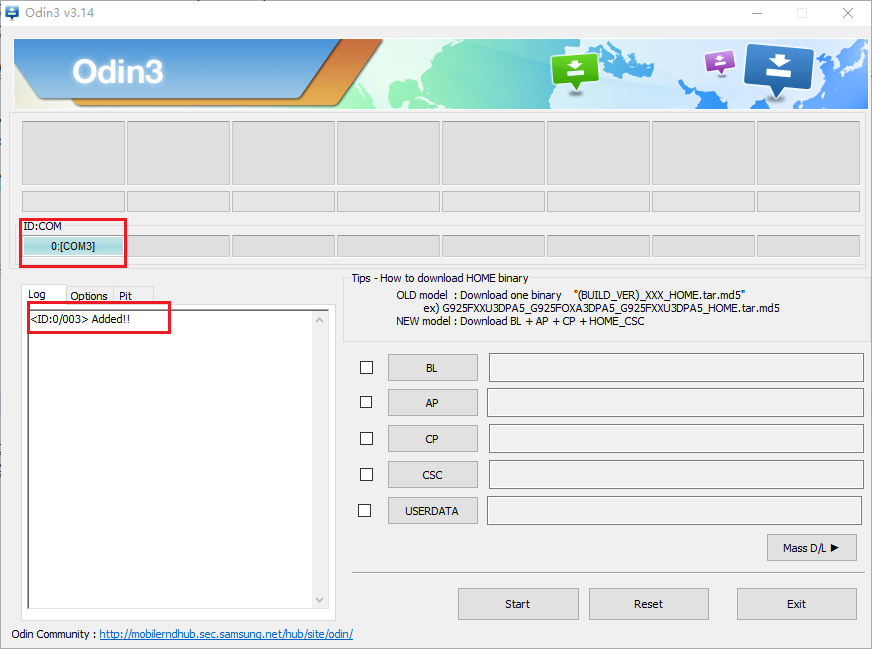 Odin3 v3.14
Odin3
ID:COM
0:[COM3]
Log Options Pit
<ID:0/003> Added!!
Tips - How to download HOME binary
OLD model : Download one binary "(BUILD_VER)_XXX_HOME.tar.md5"
ex) G925FXXU3DPA5_G925FOXA3DPA5_G925FXXU3DPA5_HOME.tar.md5
NEW model : Download BL + AP + CP + HOME_CSC
BL
AP
CP
CSC
USERDATA
Mass D/L ►
Start Reset Exit
Odin Community : http://mobilerndhub.sec.samsung.net/hub/site/odin/